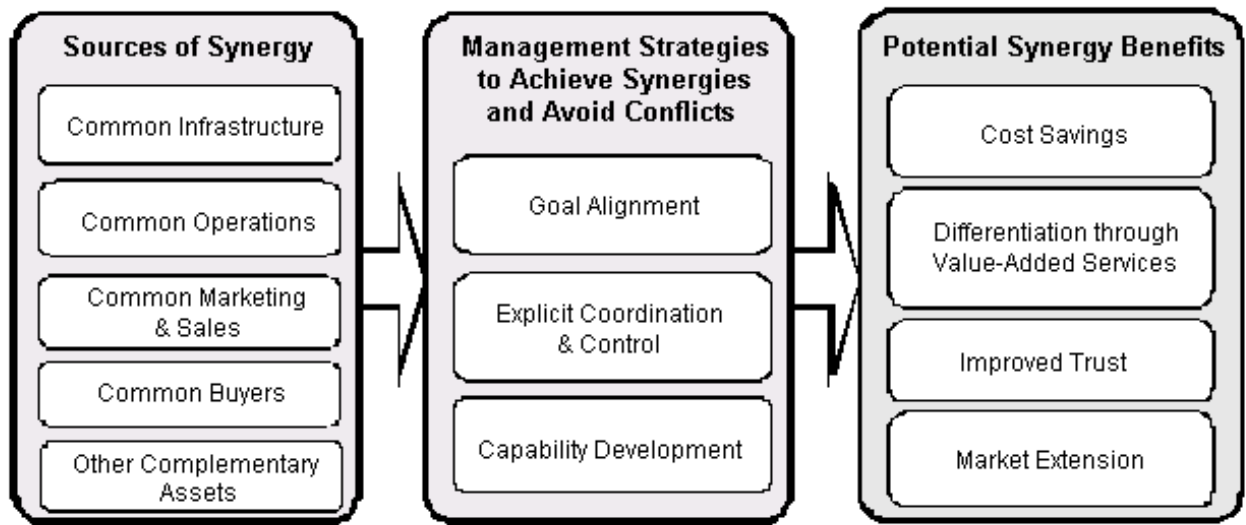 Sources of Synergy
Common Infrastructure
Common Operations
Common Marketing
& Sales
Common Buyers
Other Complementary
Assets
Management Strategies
to Achieve Synergies
and Avoid Conflicts
Goal Alignment
Explicit Coordination
& Control
Capability Development
Potential Synergy Benefits
Cost Savings
Differentiation through
Value-Added Services
Improved Trust
Market Extension